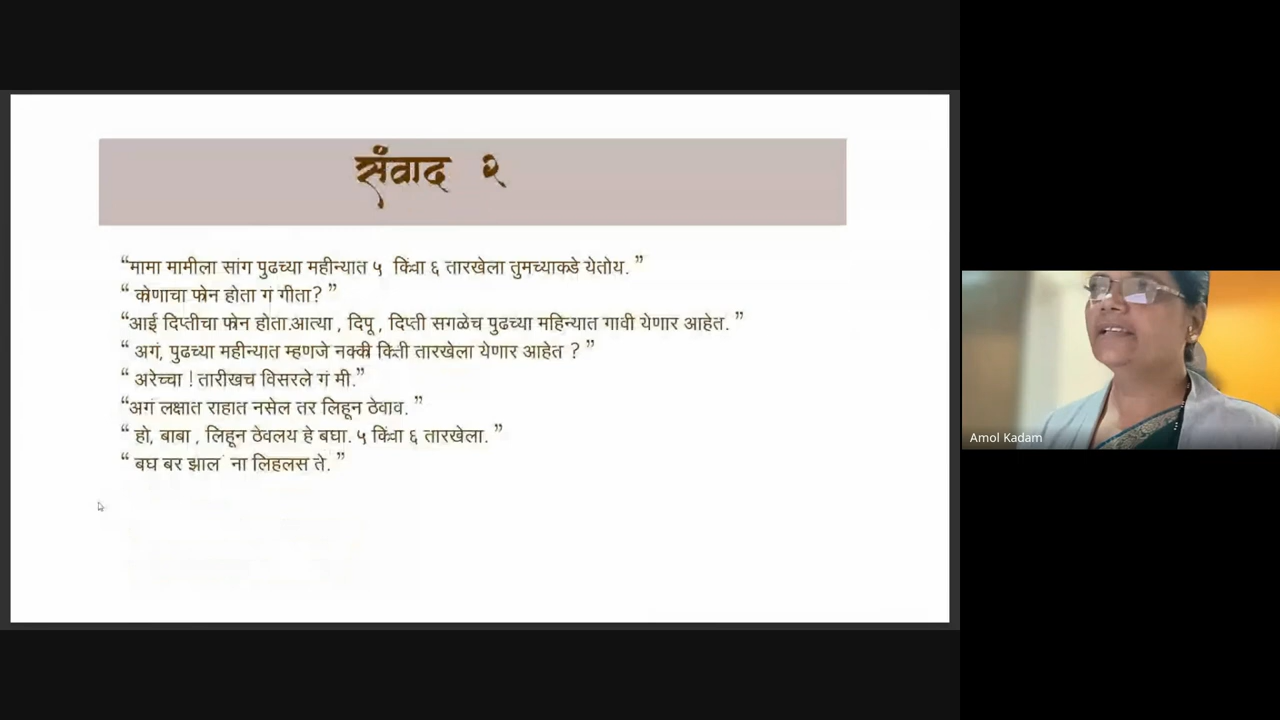 संवाद २
“मामा मामीला सांग पुढच्या महीन्यात ५ किंवा ६ तारखेला तुमच्याकडे येतोय. ”
“ कोणाचा फोन होता गं गीता? ”
“आई दिप्तीचा फोन होता.आत्या , दिपू , दिप्ती सगळेच पुढच्या महिन्यात गावी येणार आहेत. ”
“ अगं, पुढच्या महीन्यात म्हणजे नक्की किती तारखेला येणार आहेत ? ”
“ अरेच्चा ! तारीखच विसरले गं मी.”
“अगं लक्षात राहात नसेल तर लिहून ठेवाव. ”
“ हो, बाबा , लिहून ठेवलय हे बघा. ५ किंवा ६ तारखेला. ”
“ बघ बर झालं ना लिहलस ते. ”
Amol Kadam